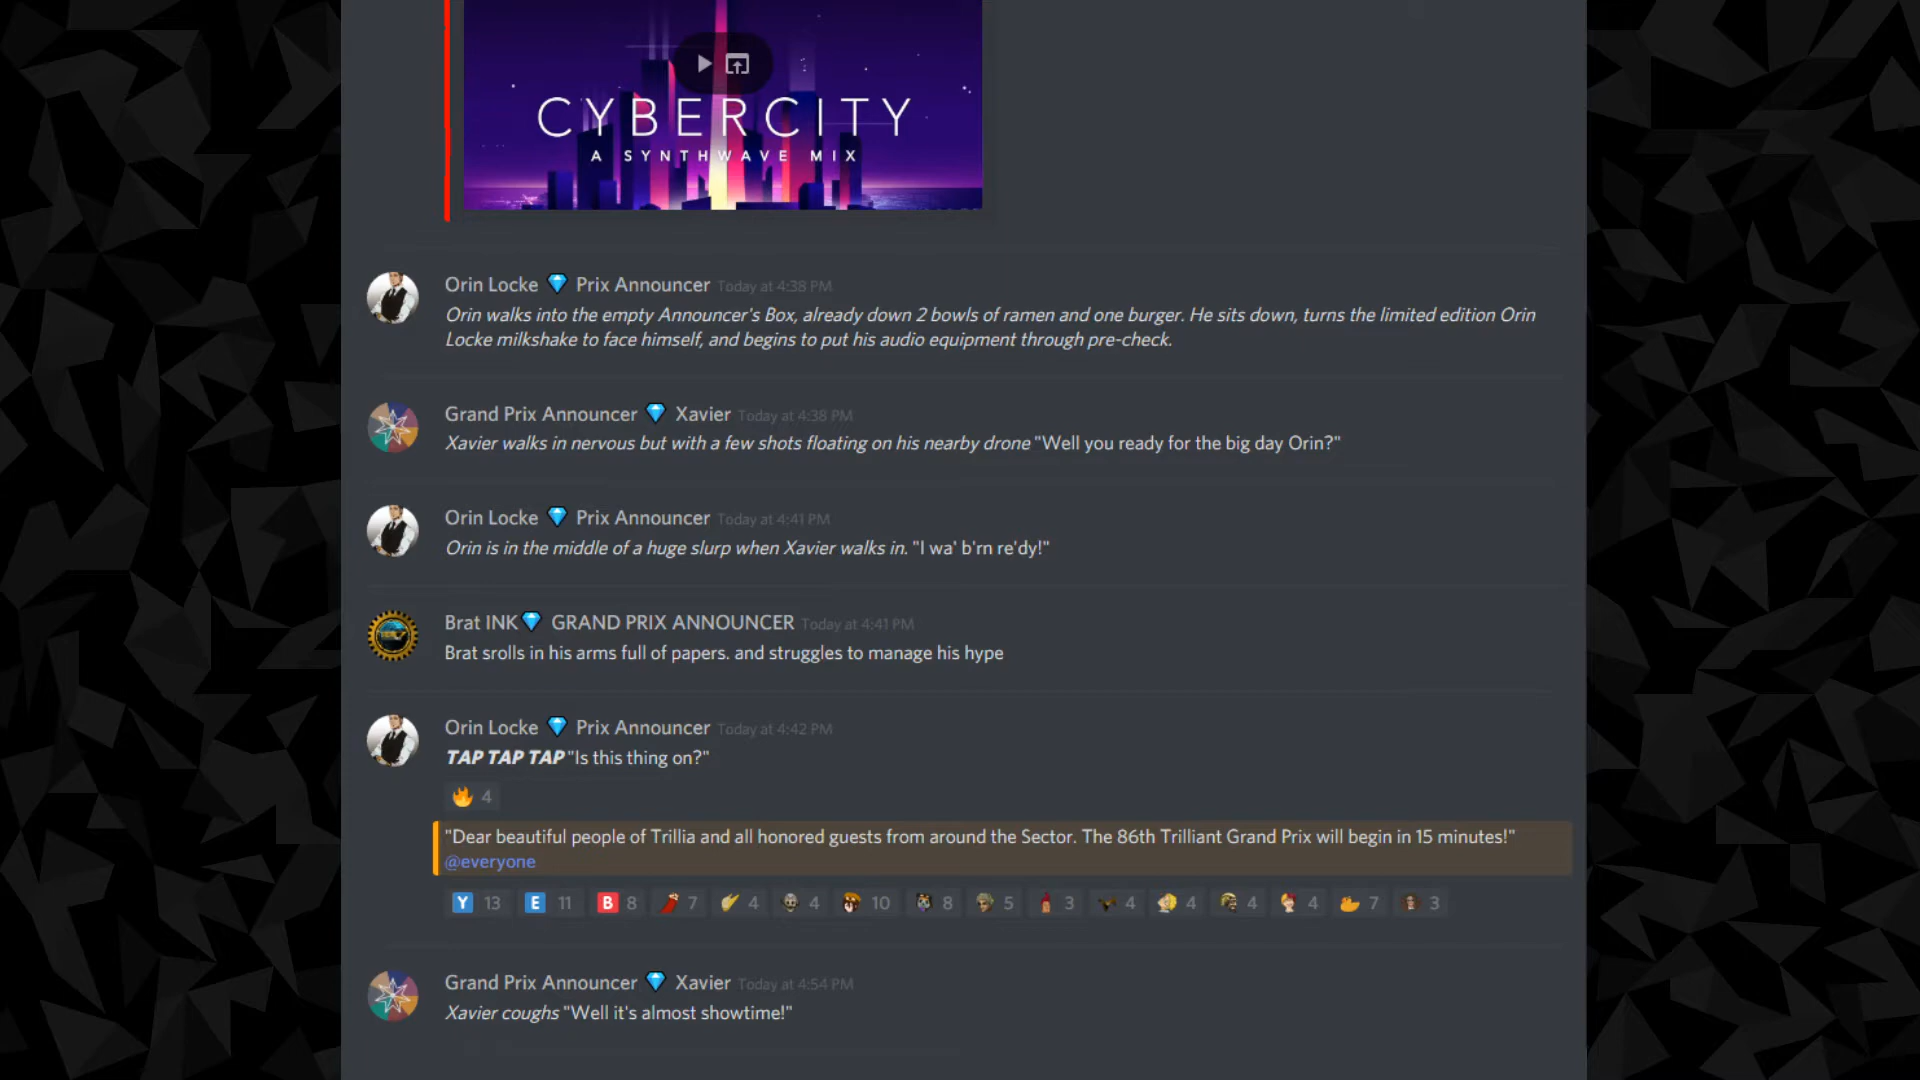 CYBERCITY
A SYNTHWAVE MIX
Orin Locke 💎 Prix Announcer Today at 4:38 PM
Orin walks into the empty Announcer's Box, already down 2 bowls of ramen and one burger. He sits down, turns the limited edition Orin
Locke milkshake to face himself, and begins to put his audio equipment through pre-check.
Grand Prix Announcer 💎 Xavier Today at 4:38 PM
Xavier walks in nervous but with a few shots floating on his nearby drone "Well you ready for the big day Orin?"
Orin Locke 💎 Prix Announcer Today at 4:41 PM
Orin is in the middle of a huge slurp when Xavier walks in. "I wa' b'rn re'dy!"
Brat INK💎 GRAND PRIX ANNOUNCER Today at 4:41 PM
Brat srolls in his arms full of papers. and struggles to manage his hype
Orin Locke 💎 Prix Announcer Today at 4:42 PM
TAP TAP TAP "Is this thing on?"
🔥 4
"Dear beautiful people of Trillia and all honored guests from around the Sector. The 86th Trilliant Grand Prix will begin in 15 minutes!"
@everyone
Y 13 E 11 B 8 7 4 4 10 8 5 3 4 4 4 4 7 3
Grand Prix Announcer 💎 Xavier Today at 4:54 PM
Xavier coughs "Well it's almost showtime!"